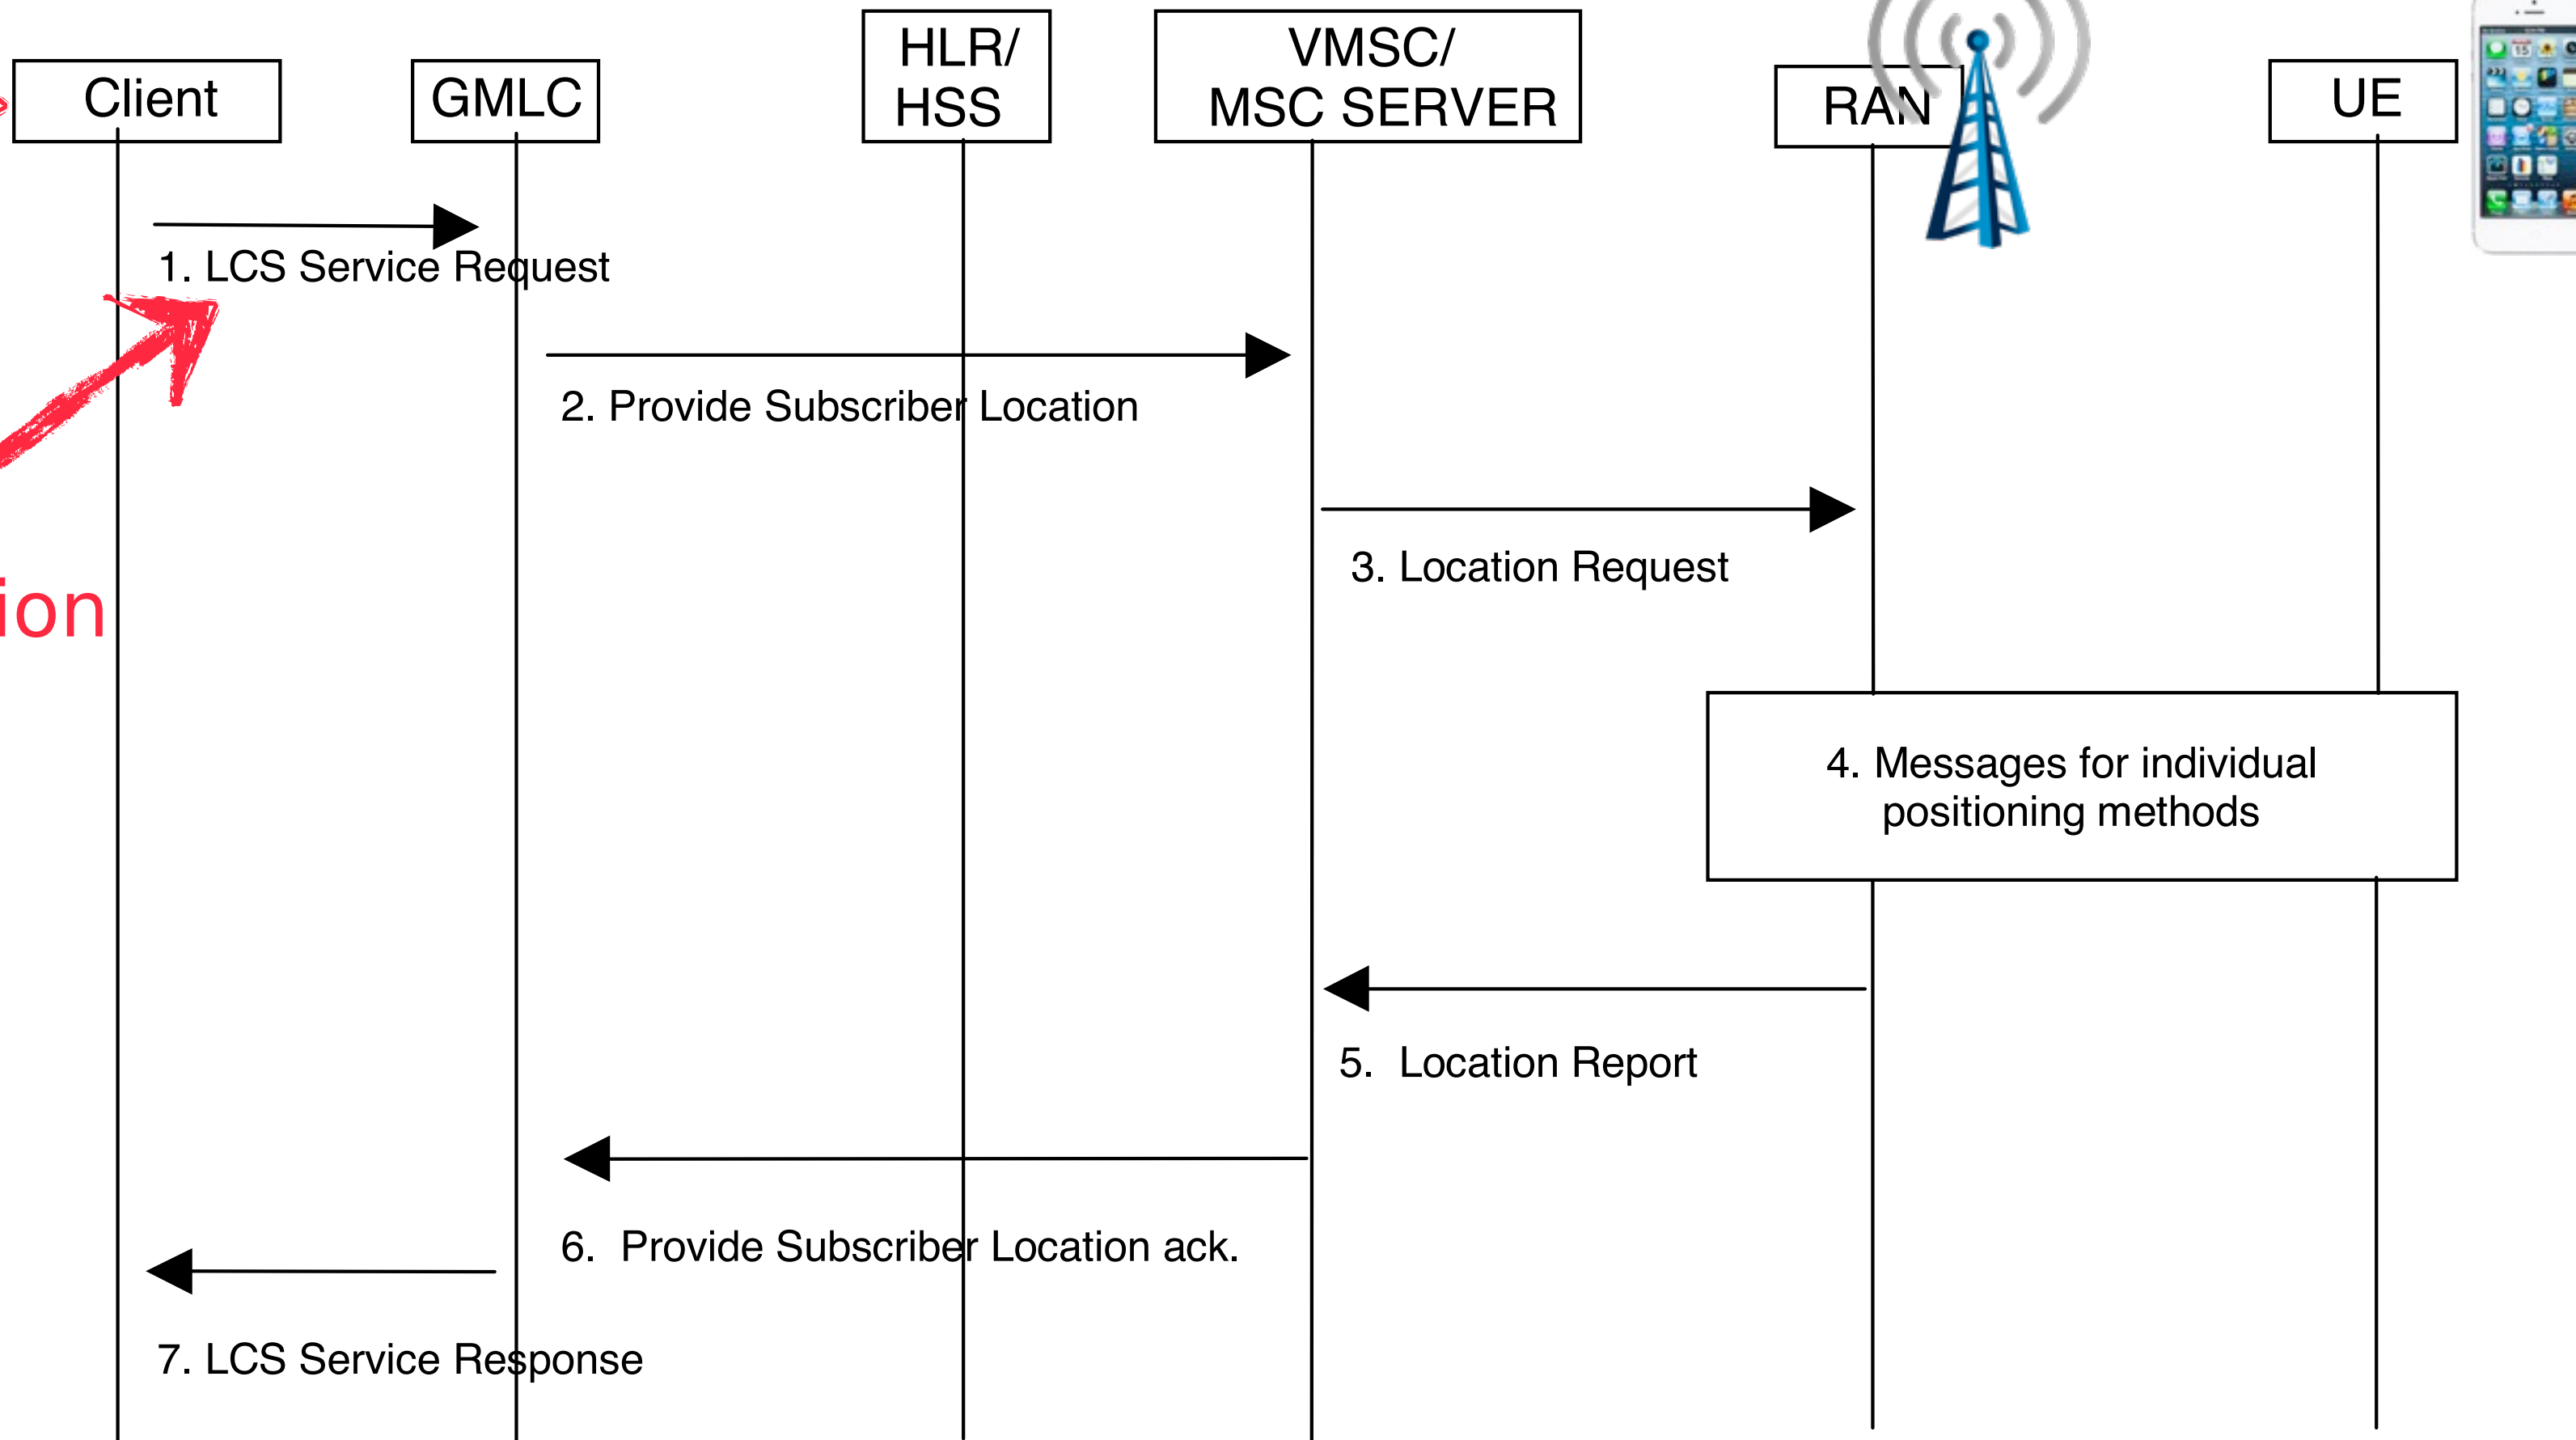 Client
GMLC
HLR/
HSS
VMSC/
MSC SERVER
RAN
UE
15
1. LCS Service Request
2. Provide Subscriber Location
3. Location Request
ion
4. Messages for individual
positioning methods
5. Location Report
6. Provide Subscriber Location ack.
7. LCS Service Response